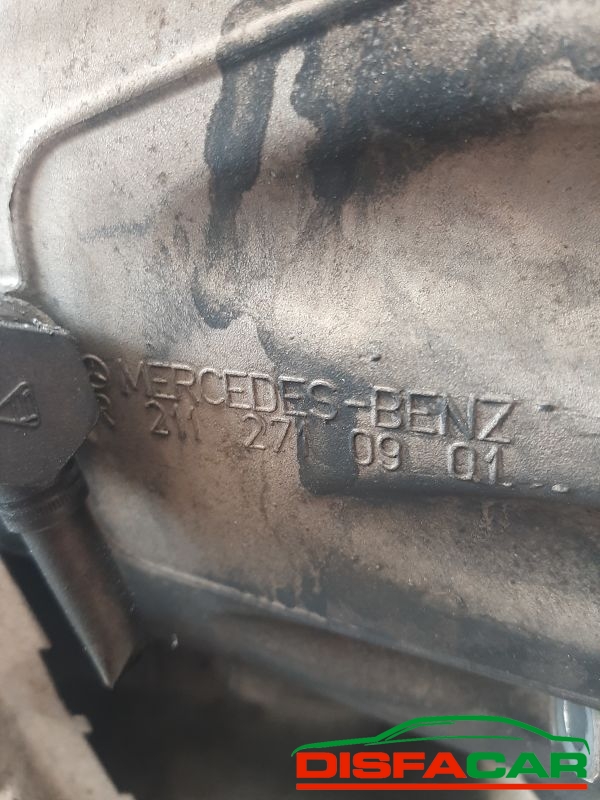 MERCEDES-BENZ
R 211 271 09 01
DISFACAR